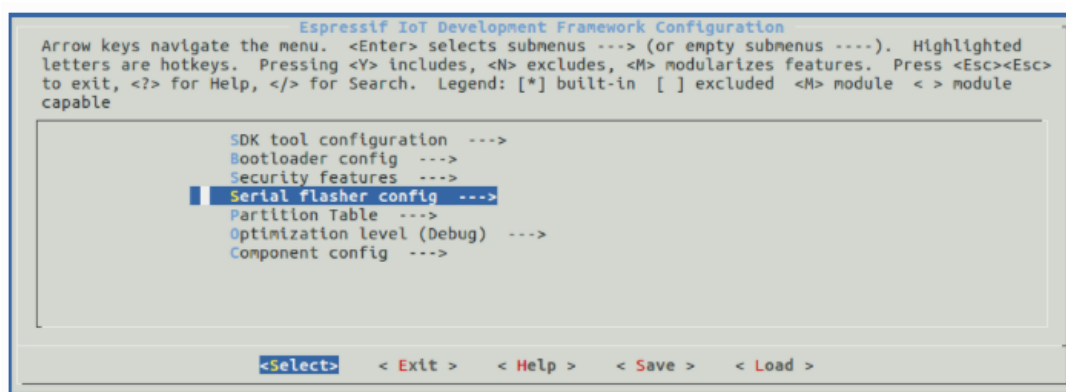 Espressif IoT Development Framework Configuration
Arrow keys navigate the menu.  <Enter> selects submenus ---> (or empty submenus ----).  Highlighted
letters are hotkeys.  Pressing <Y> includes, <N> excludes, <M> modularizes features.  Press <Esc><Esc>
to exit, <?> for Help, </> for Search.  Legend: [*] built-in  [ ] excluded  <M> module  < > module
capable
SDK tool configuration  --->
Bootloader config  --->
Security features  --->
Serial flasher config  --->
Partition Table  --->
Optimization level (Debug)  --->
Component config  --->
<Select>    < Exit >    < Help >    < Save >    < Load >